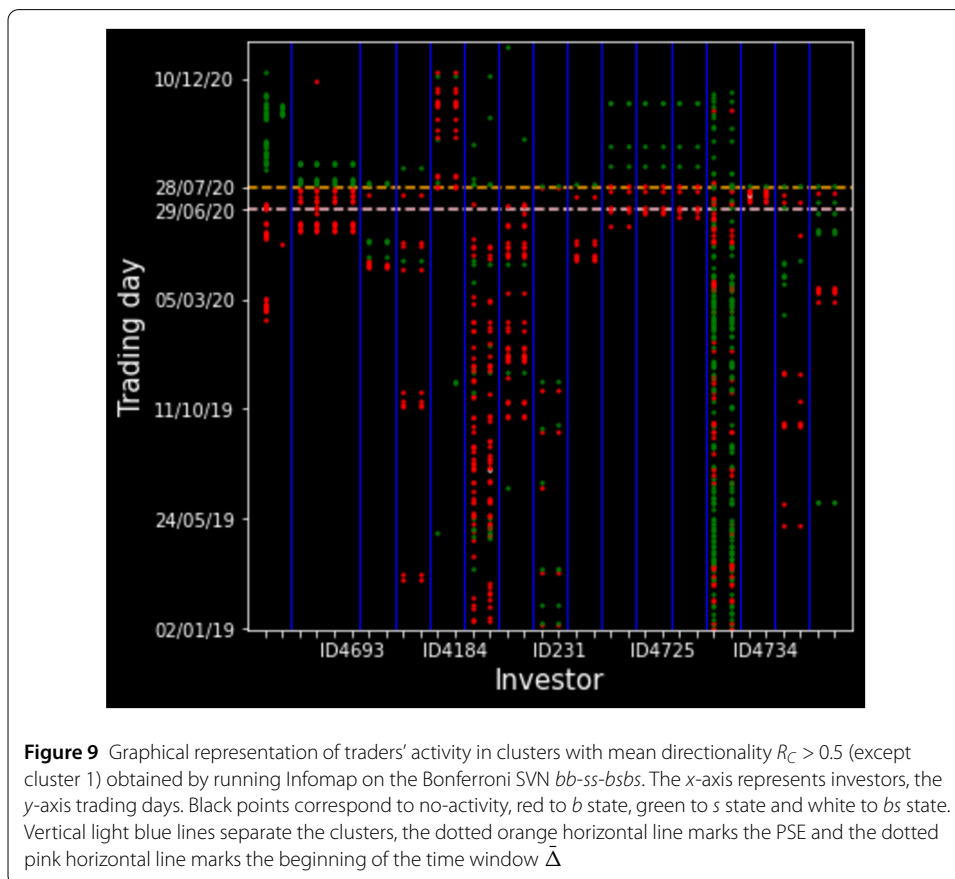 10/12/20
28/07/20
29/06/20
05/03/20
11/10/19
24/05/19
02/01/19
Trading day
ID4693 ID4184 ID231 ID4725 ID4734
Investor
Figure 9 Graphical representation of traders' activity in clusters with mean directionality R_C > 0.5 (except
cluster 1) obtained by running Infomap on the Bonferroni SVN bb-ss-bsbs. The x-axis represents investors, the
y-axis trading days. Black points correspond to no-activity, red to b state, green to s state and white to bs state.
Vertical light blue lines separate the clusters, the dotted orange horizontal line marks the PSE and the dotted
pink horizontal line marks the beginning of the time window Δ̄